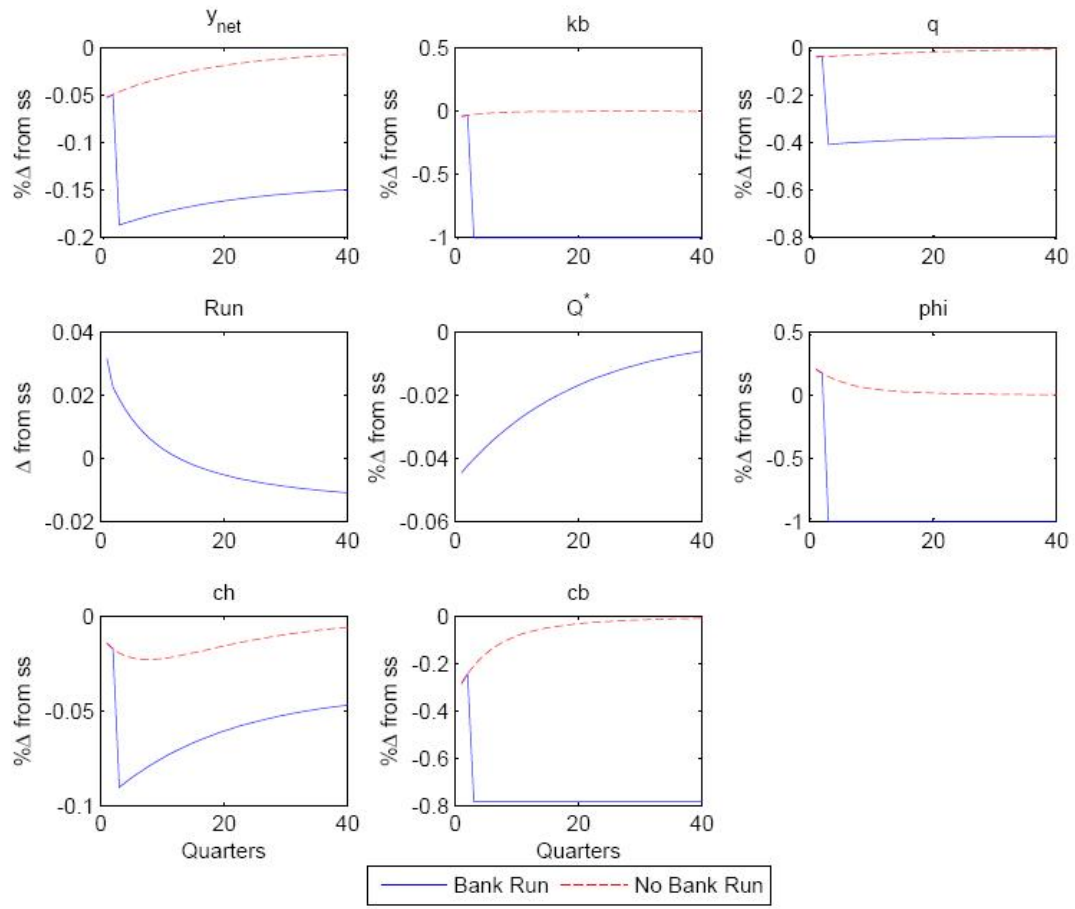 y_net
0
-0.05
-0.1
-0.15
-0.2
%Δ from ss
0 20 40
kb
0.5
0
-0.5
-1
%Δ from ss
0 20 40
q
0
-0.2
-0.4
-0.6
-0.8
%Δ from ss
0 20 40
Run
0.04
0.02
0
-0.02
Δ from ss
0 20 40
Q*
0
-0.02
-0.04
-0.06
%Δ from ss
0 20 40
phi
0.5
0
-0.5
-1
%Δ from ss
0 20 40
ch
0
-0.05
-0.1
%Δ from ss
0 20 40
Quarters
cb
0
-0.2
-0.4
-0.6
-0.8
%Δ from ss
0 20 40
Quarters
Bank Run No Bank Run